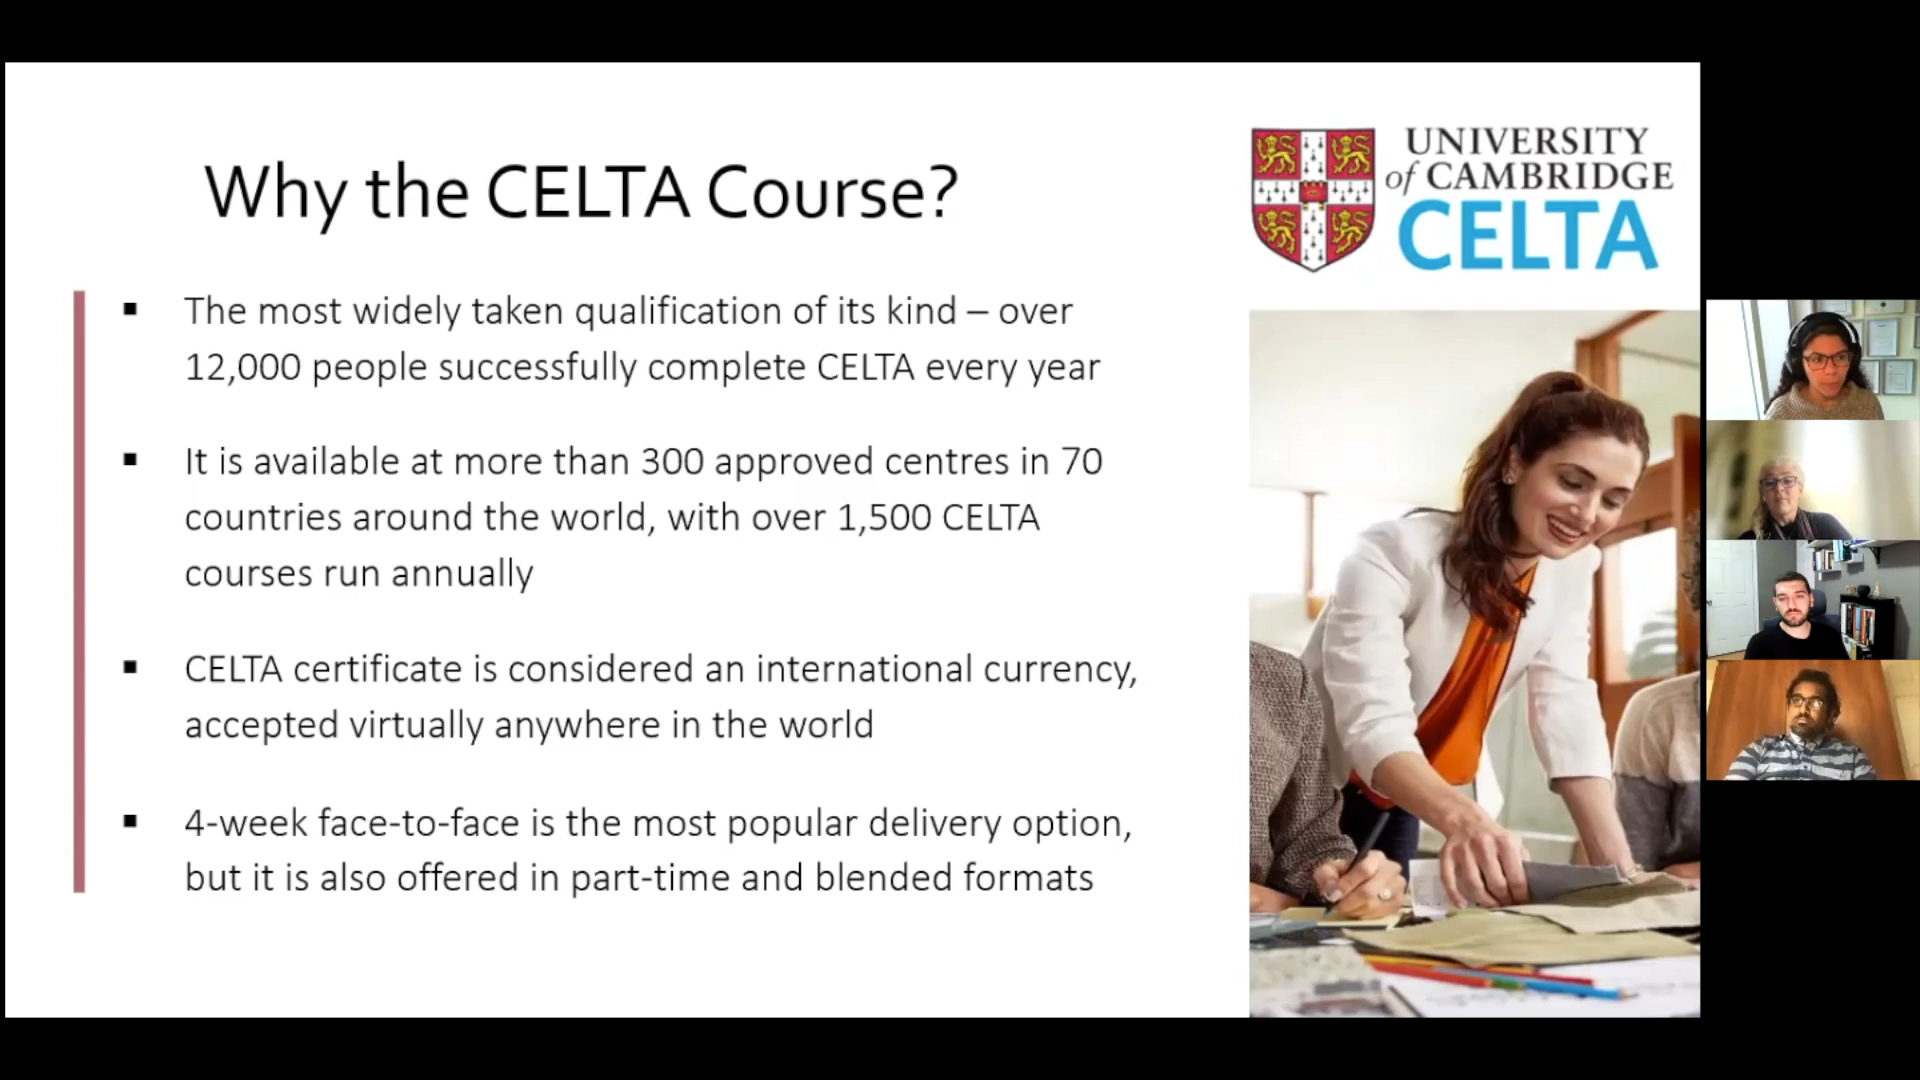 Why the CELTA Course?
UNIVERSITY
of CAMBRIDGE
CELTA
▪ The most widely taken qualification of its kind – over
12,000 people successfully complete CELTA every year
▪ It is available at more than 300 approved centres in 70
countries around the world, with over 1,500 CELTA
courses run annually
▪ CELTA certificate is considered an international currency,
accepted virtually anywhere in the world
▪ 4-week face-to-face is the most popular delivery option,
but it is also offered in part-time and blended formats